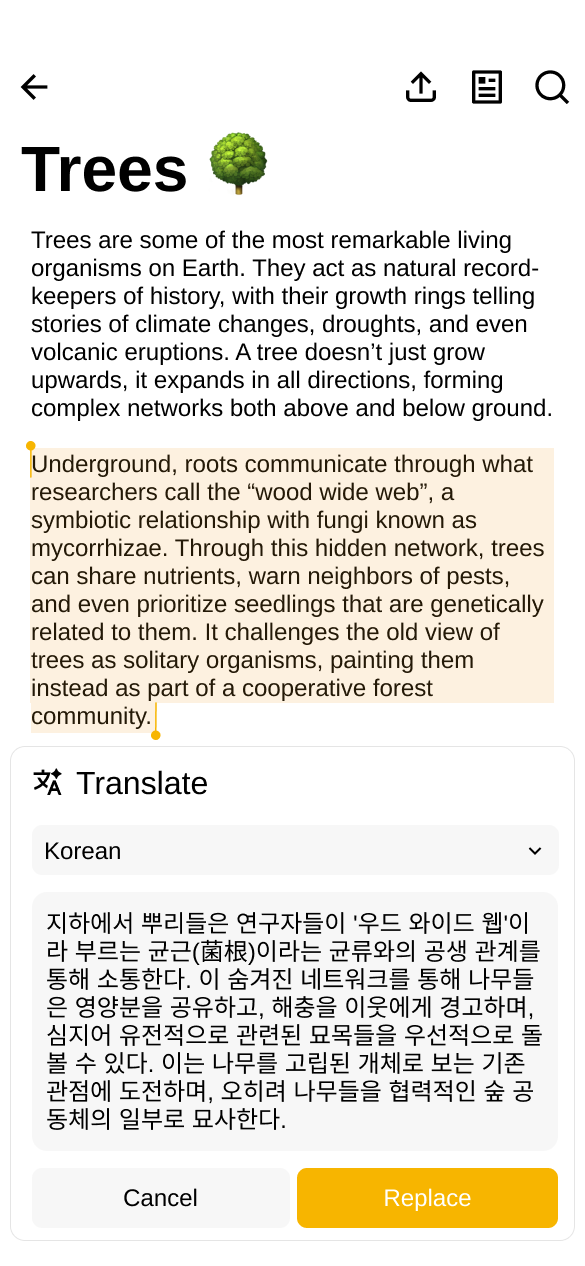 Trees
Trees are some of the most remarkable living
organisms on Earth. They act as natural record-
keepers of history, with their growth rings telling
stories of climate changes, droughts, and even
volcanic eruptions. A tree doesn’t just grow
upwards, it expands in all directions, forming
complex networks both above and below ground.
Underground, roots communicate through what
researchers call the “wood wide web”, a
symbiotic relationship with fungi known as
mycorrhizae. Through this hidden network, trees
can share nutrients, warn neighbors of pests,
and even prioritize seedlings that are genetically
related to them. It challenges the old view of
trees as solitary organisms, painting them
instead as part of a cooperative forest
community.
Translate
Korean
지하에서 뿌리들은 연구자들이 '우드 와이드 웹'이
라 부르는 균근(菌根)이라는 균류와의 공생 관계를
통해 소통한다. 이 숨겨진 네트워크를 통해 나무들
은 영양분을 공유하고, 해충을 이웃에게 경고하며,
심지어 유전적으로 관련된 묘목들을 우선적으로 돌
볼 수 있다. 이는 나무를 고립된 개체로 보는 기존
관점에 도전하며, 오히려 나무들을 협력적인 숲 공
동체의 일부로 묘사한다.
Cancel
Replace